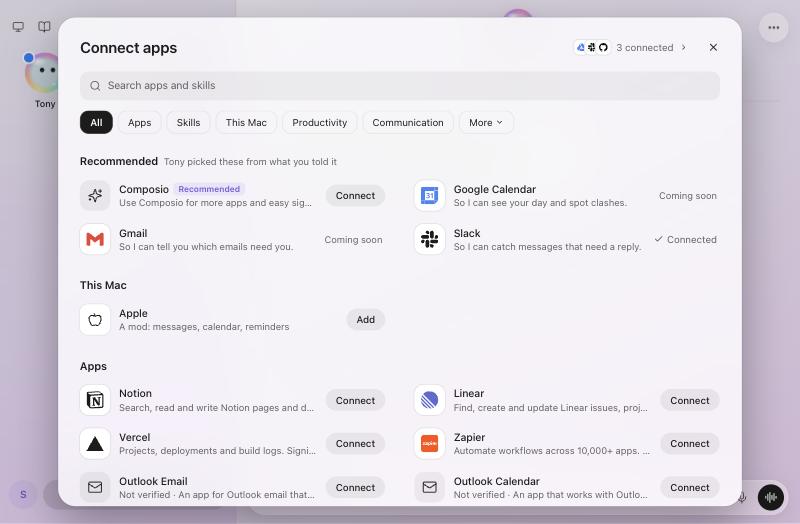 Connect apps
3 connected
Search apps and skills
All
Apps
Skills
This Mac
Productivity
Communication
More
Recommended Tony picked these from what you told it
Composio Recommended
Use Composio for more apps and easy sig...
Connect
Google Calendar
So I can see your day and spot clashes.
Coming soon
Gmail
So I can tell you which emails need you.
Coming soon
Slack
So I can catch messages that need a reply.
Connected
This Mac
Apple
A mod: messages, calendar, reminders
Add
Apps
Notion
Search, read and write Notion pages and d...
Connect
Linear
Find, create and update Linear issues, proj...
Connect
Vercel
Projects, deployments and build logs. Signi...
Connect
zapier
Zapier
Automate workflows across 10,000+ apps. ...
Connect
Outlook Email
Not verified · An app for Outlook email that...
Connect
Outlook Calendar
Not verified · An app that works with Outlo...
Connect
Tony
S
31